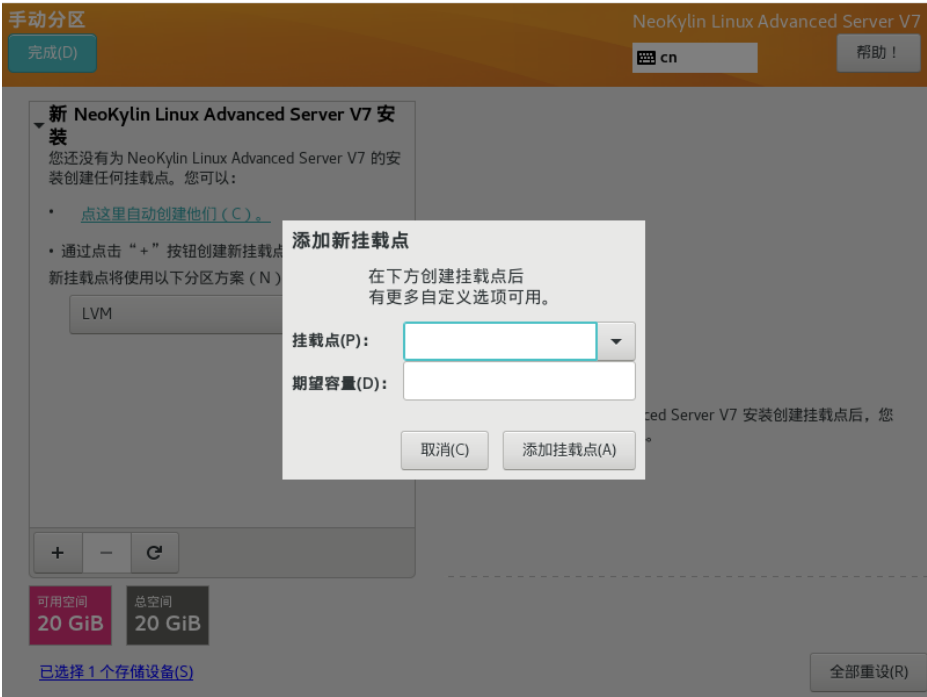 手动分区
NeoKylin Linux Advanced Server V7
完成(D)
cn
帮助！
新 NeoKylin Linux Advanced Server V7 安
装
您还没有为 NeoKylin Linux Advanced Server V7 的安
装创建任何挂载点。您可以：
• 点这里自动创建他们（C）。
• 通过点击“+”按钮创建新挂载点
新挂载点将使用以下分区方案（N）
LVM
添加新挂载点
在下方创建挂载点后
有更多自定义选项可用。
挂载点(P)：
期望容量(D)：
取消(C) 添加挂载点(A)
Server V7 安装创建挂载点后，您
。
+ − 
可用空间
20 GiB
总空间
20 GiB
已选择 1 个存储设备(S)
全部重设(R)